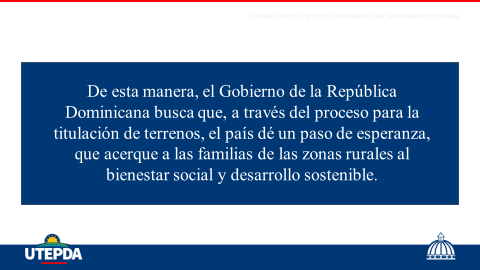 Unidad Técnica Ejecutora de Proyectos de Desarrollo Agroforestal
De esta manera, el Gobierno de la República
Dominicana busca que, a través del proceso para la
titulación de terrenos, el país dé un paso de esperanza,
que acerque a las familias de las zonas rurales al
bienestar social y desarrollo sostenible.
UTEPDA